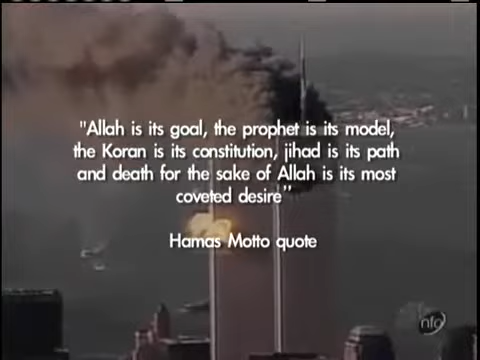 "Allah is its goal, the prophet is its model,
the Koran is its constitution, jihad is its path
and death for the sake of Allah is its most
coveted desire”
Hamas Motto quote
nfo